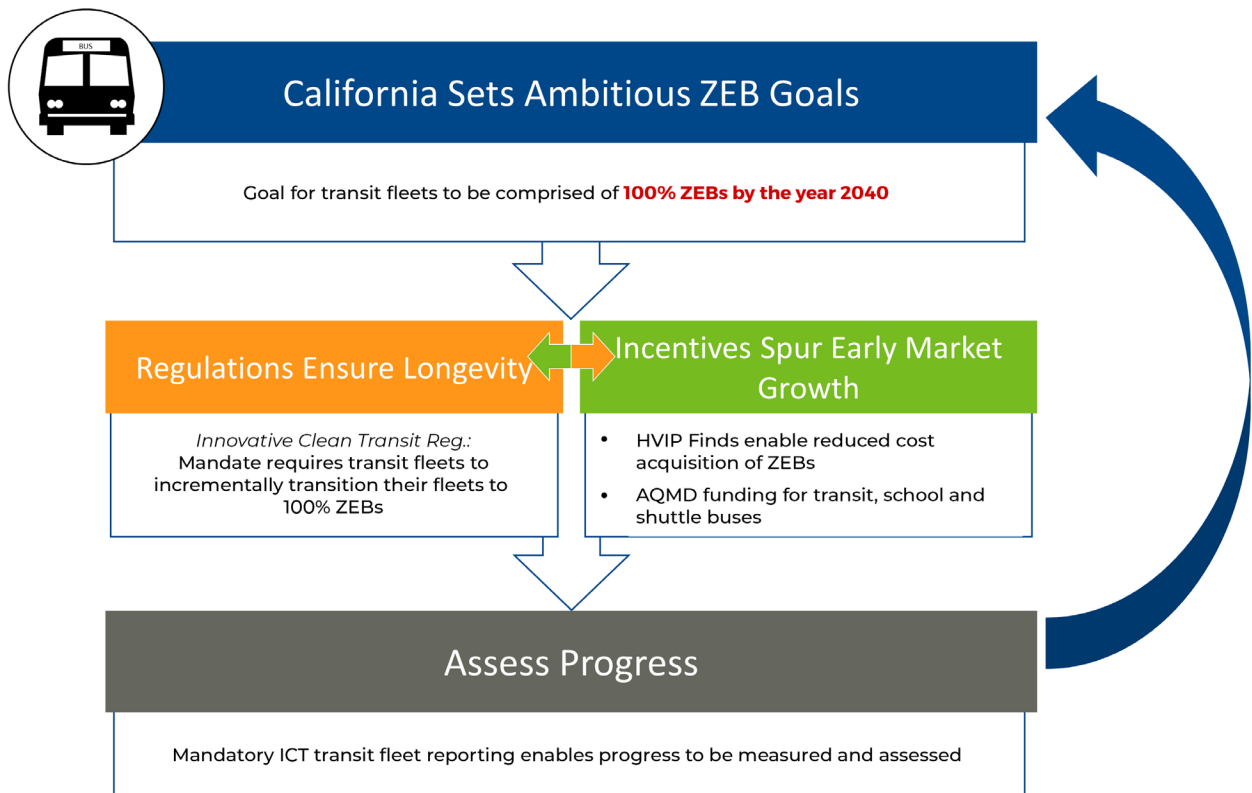 BUS
California Sets Ambitious ZEB Goals
Goal for transit fleets to be comprised of 100% ZEBs by the year 2040
Regulations Ensure Longevity
Innovative Clean Transit Reg.:
Mandate requires transit fleets to
incrementally transition their fleets to
100% ZEBs
Incentives Spur Early Market
Growth
• HVIP Finds enable reduced cost
acquisition of ZEBs
• AQMD funding for transit, school and
shuttle buses
Assess Progress
Mandatory ICT transit fleet reporting enables progress to be measured and assessed